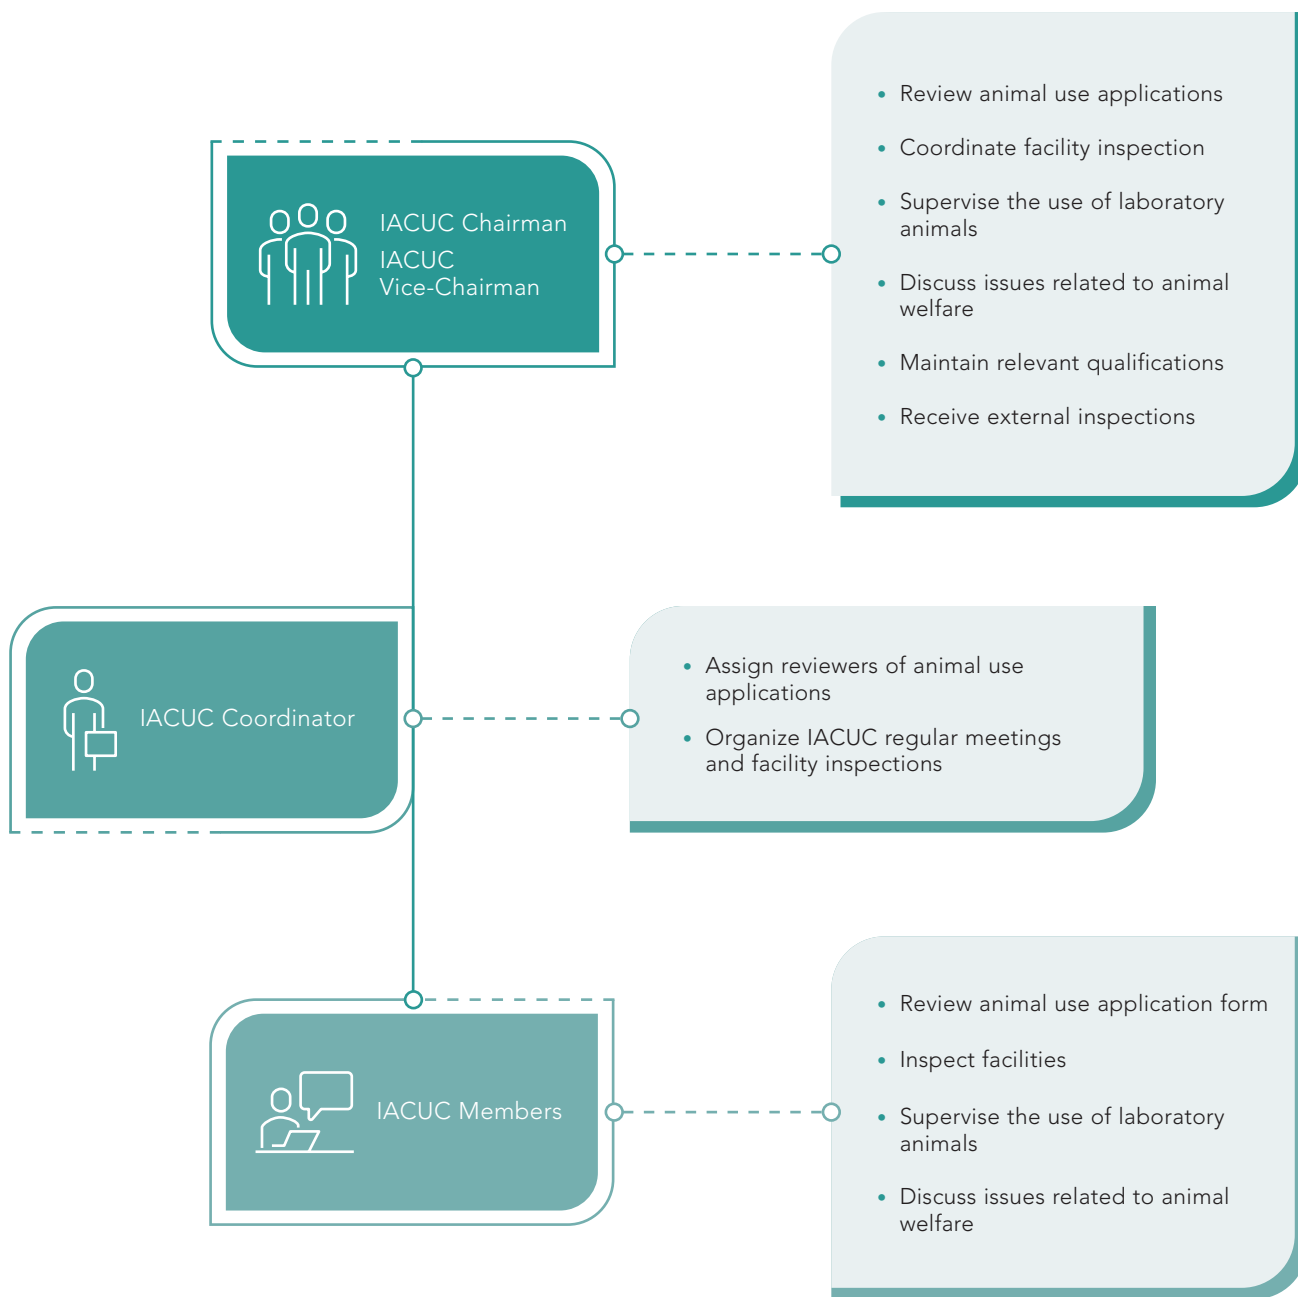 IACUC Chairman
IACUC
Vice-Chairman
• Review animal use applications
• Coordinate facility inspection
• Supervise the use of laboratory
animals
• Discuss issues related to animal
welfare
• Maintain relevant qualifications
• Receive external inspections
IACUC Coordinator
• Assign reviewers of animal use
applications
• Organize IACUC regular meetings
and facility inspections
IACUC Members
• Review animal use application form
• Inspect facilities
• Supervise the use of laboratory
animals
• Discuss issues related to animal
welfare